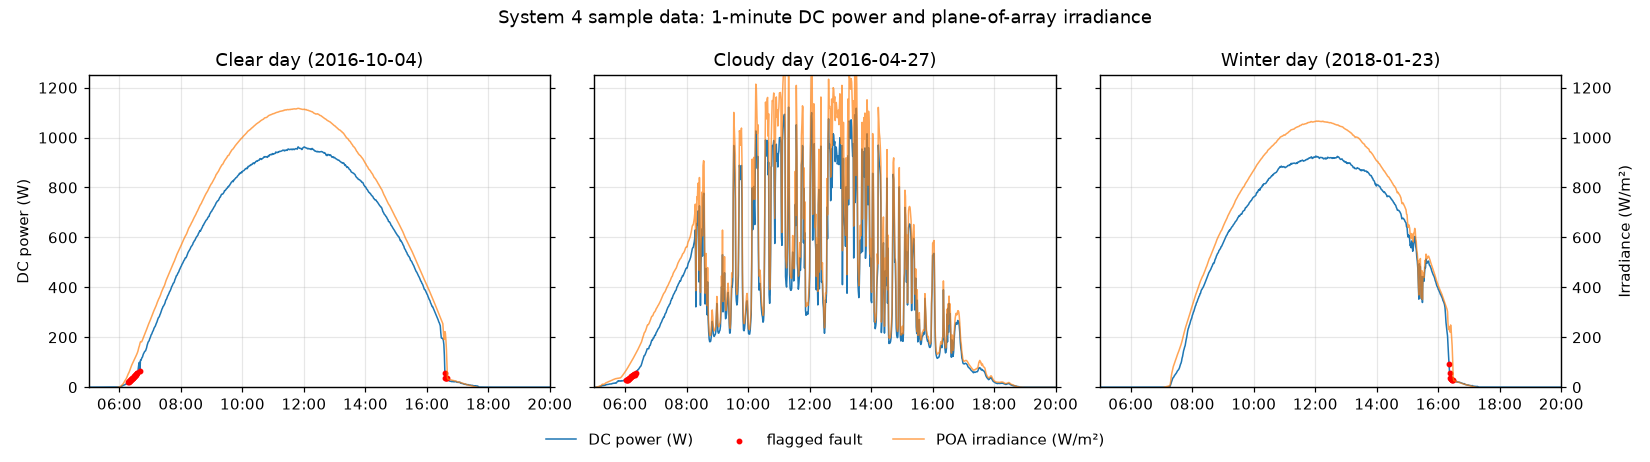 System 4 sample data: 1-minute DC power and plane-of-array irradiance
Clear day (2016-10-04)
Cloudy day (2016-04-27)
Winter day (2018-01-23)
DC power (W)
1200
1000
800
600
400
200
0
06:00 08:00 10:00 12:00 14:00 16:00 18:00 20:00
06:00 08:00 10:00 12:00 14:00 16:00 18:00 20:00
06:00 08:00 10:00 12:00 14:00 16:00 18:00 20:00
1200
1000
800
600
400
200
0
Irradiance (W/m²)
DC power (W)
flagged fault
POA irradiance (W/m²)